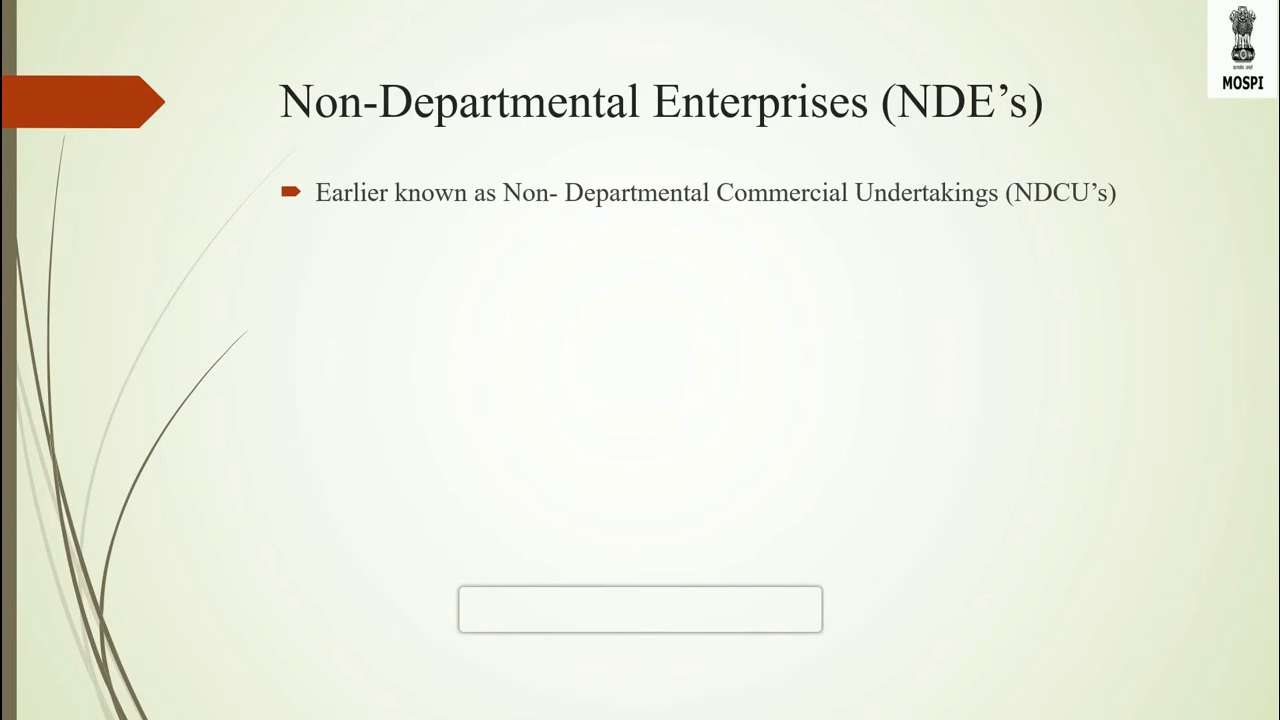 MOSPI
Non-Departmental Enterprises (NDE’s)
Earlier known as Non- Departmental Commercial Undertakings (NDCU’s)